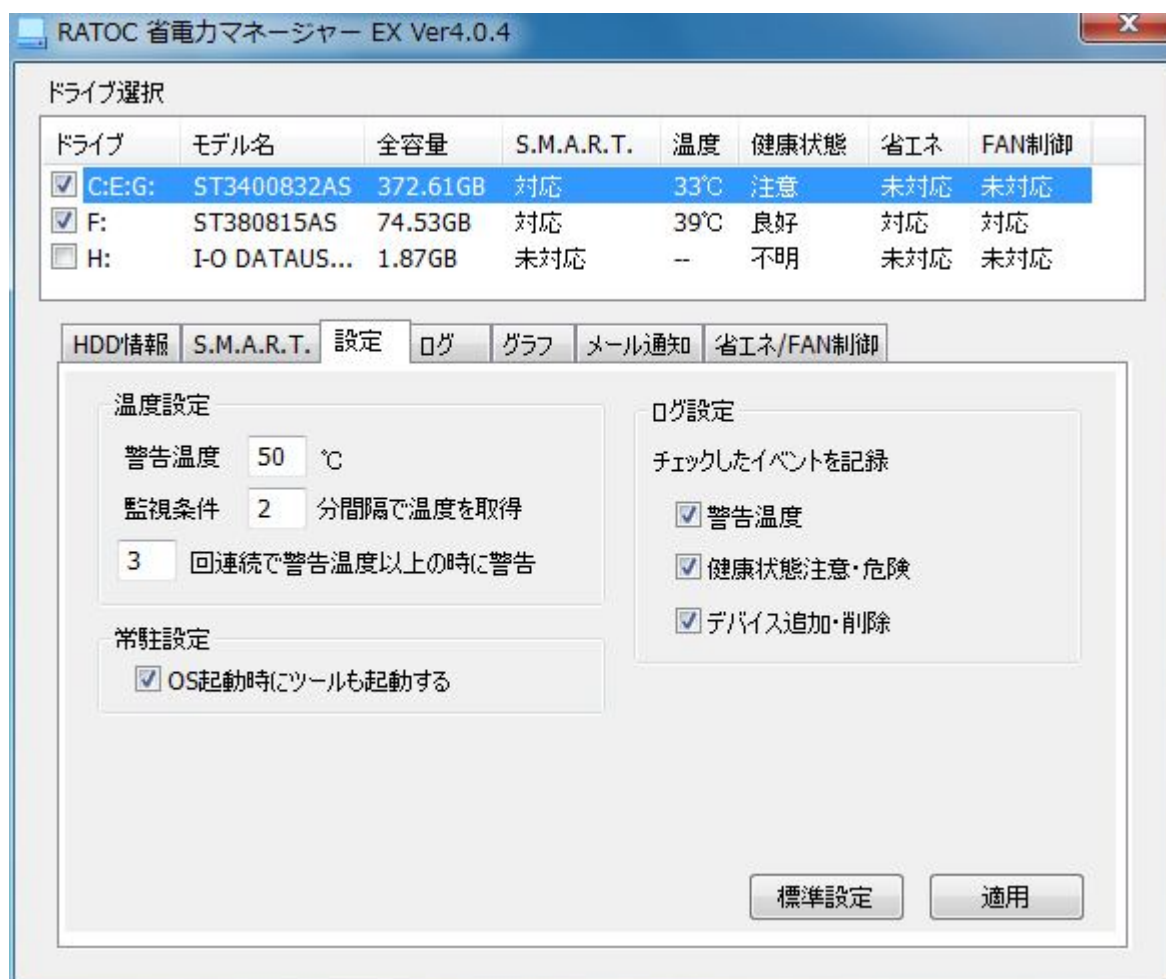 RATOC 省電力マネージャー EX Ver4.0.4
ドライブ選択
ドライブ モデル名 全容量 S.M.A.R.T. 温度 健康状態 省エネ FAN制御
C:E:G: ST3400832AS 372.61GB 対応 33℃ 注意 未対応 未対応
F: ST380815AS 74.53GB 対応 39℃ 良好 対応 対応
H: I-O DATAUS... 1.87GB 未対応 -- 不明 未対応 未対応
HDD情報 S.M.A.R.T. 設定 ログ グラフ メール通知 省エネ/FAN制御
温度設定
警告温度 50 ℃
監視条件 2 分間隔で温度を取得
3 回連続で警告温度以上の時に警告
常駐設定
OS起動時にツールも起動する
ログ設定
チェックしたイベントを記録
警告温度
健康状態注意・危険
デバイス追加・削除
標準設定 適用